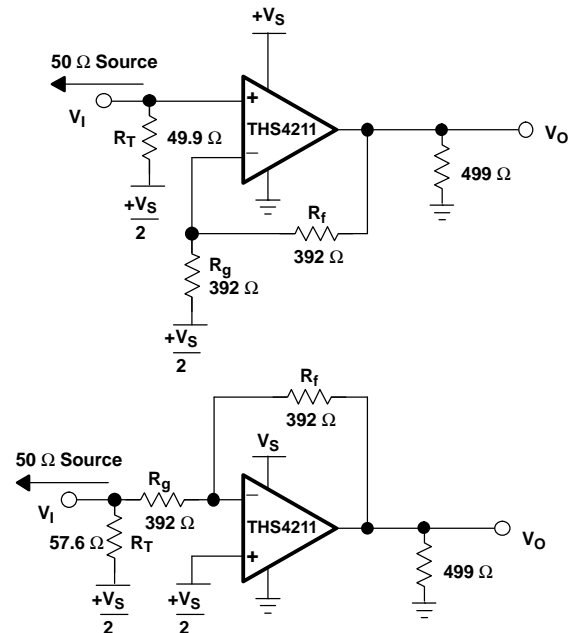 +VS
50 Ω Source
VI
+
THS4211
−
VO
RT
49.9 Ω
499 Ω
+VS
2
Rf
392 Ω
Rg
392 Ω
+VS
2
Rf
392 Ω
VS
50 Ω Source
Rg
392 Ω
−
VI
THS4211
VO
57.6 Ω
RT
+
499 Ω
+VS
2
+VS
2